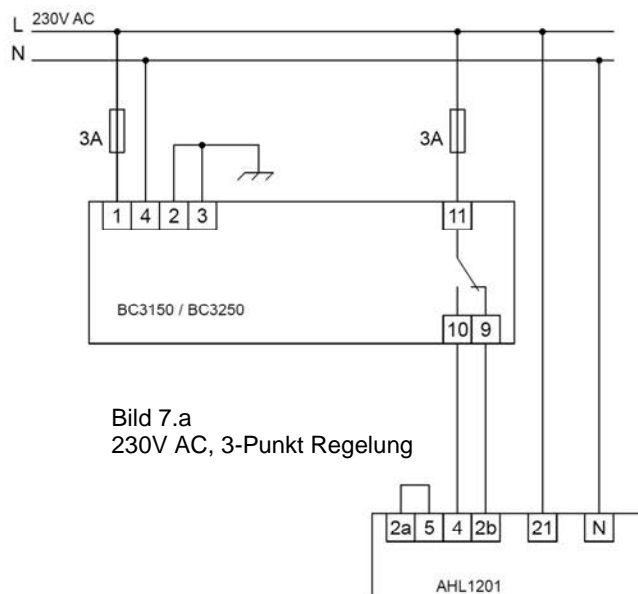 L 230V AC
N
3A 3A
1 4 2 3 11
BC3150 / BC3250
10 9
Bild 7.a
230V AC, 3-Punkt Regelung
2a 5 4 2b 21 N
AHL1201